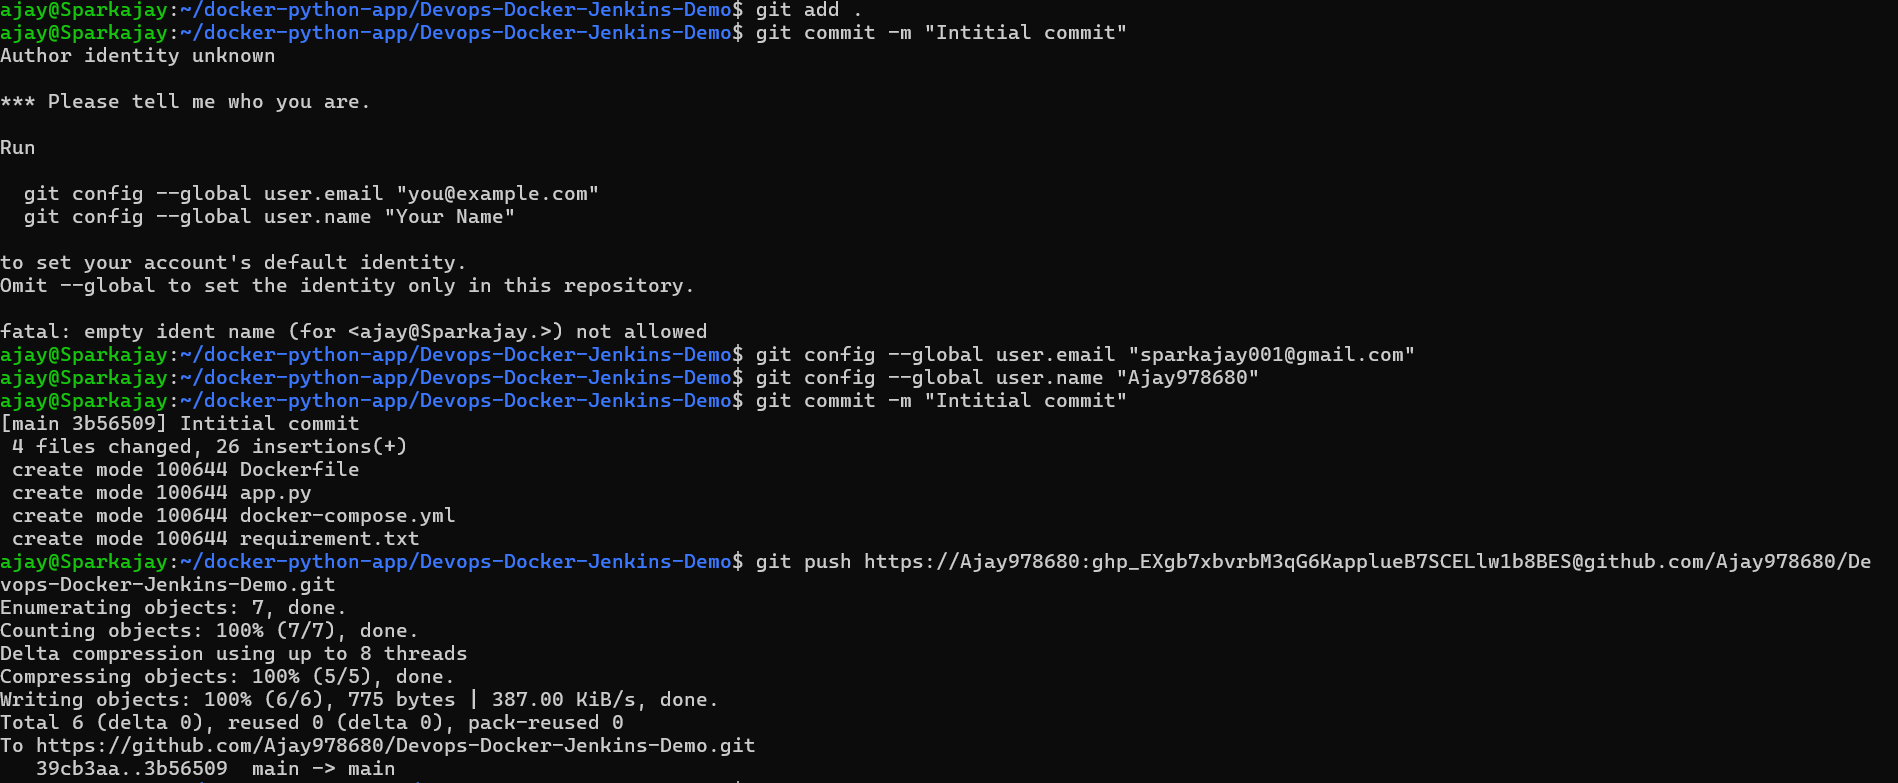 ajay@Sparkajay:~/docker-python-app/Devops-Docker-Jenkins-Demo$ git add .
ajay@Sparkajay:~/docker-python-app/Devops-Docker-Jenkins-Demo$ git commit -m "Intitial commit"
Author identity unknown
*** Please tell me who you are.
Run
git config --global user.email "you@example.com"
git config --global user.name "Your Name"
to set your account's default identity.
Omit --global to set the identity only in this repository.
fatal: empty ident name (for <ajay@Sparkajay.>) not allowed
ajay@Sparkajay:~/docker-python-app/Devops-Docker-Jenkins-Demo$ git config --global user.email "sparkajay001@gmail.com"
ajay@Sparkajay:~/docker-python-app/Devops-Docker-Jenkins-Demo$ git config --global user.name "Ajay978680"
ajay@Sparkajay:~/docker-python-app/Devops-Docker-Jenkins-Demo$ git commit -m "Intitial commit"
[main 3b56509] Intitial commit
4 files changed, 26 insertions(+)
create mode 100644 Dockerfile
create mode 100644 app.py
create mode 100644 docker-compose.yml
create mode 100644 requirement.txt
ajay@Sparkajay:~/docker-python-app/Devops-Docker-Jenkins-Demo$ git push https://Ajay978680: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@github.com/Ajay978680/De
vops-Docker-Jenkins-Demo.git
Enumerating objects: 7, done.
Counting objects: 100% (7/7), done.
Delta compression using up to 8 threads
Compressing objects: 100% (5/5), done.
Writing objects: 100% (6/6), 775 bytes | 387.00 KiB/s, done.
Total 6 (delta 0), reused 0 (delta 0), pack-reused 0
To https://github.com/Ajay978680/Devops-Docker-Jenkins-Demo.git
39cb3aa..3b56509  main -> main